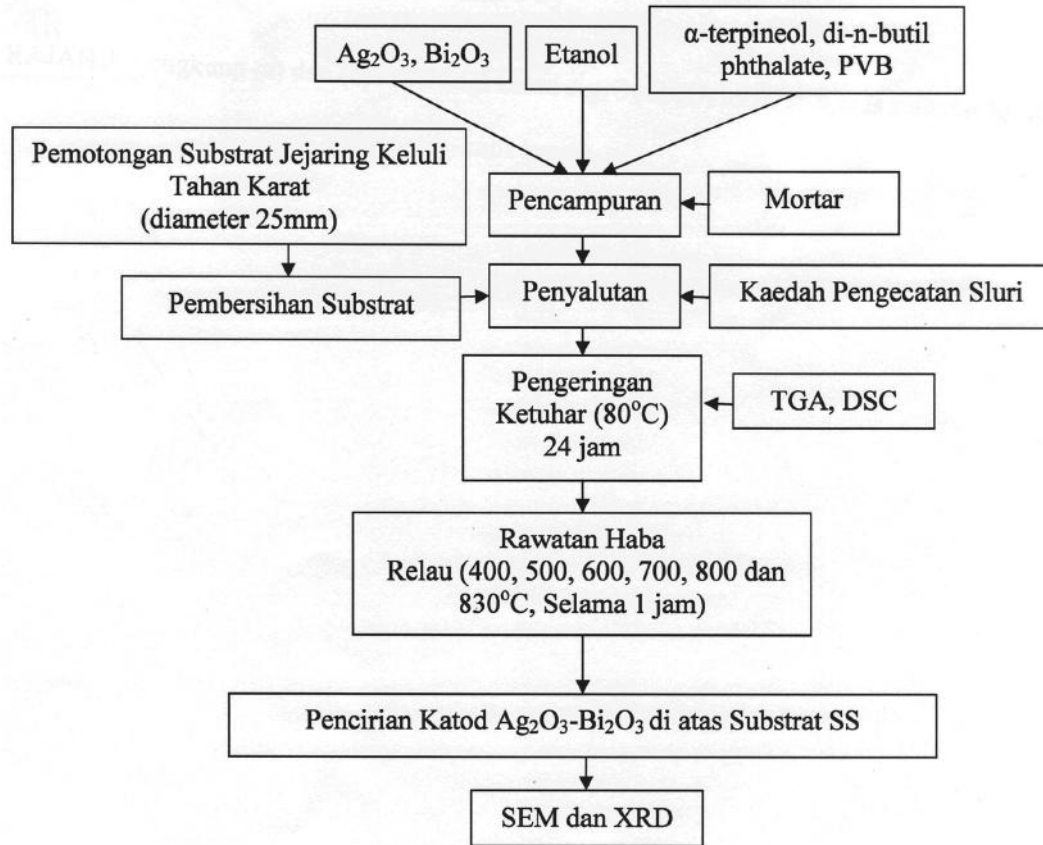 Ag₂O₃, Bi₂O₃
Etanol
α-terpineol, di-n-butil
phthalate, PVB
Pemotongan Substrat Jejaring Keluli
Tahan Karat
(diameter 25mm)
Pencampuran
Mortar
Pembersihan Substrat
Penyalutan
Kaedah Pengecatan Sluri
Pengeringan
Ketuhar (80°C)
24 jam
TGA, DSC
Rawatan Haba
Relau (400, 500, 600, 700, 800 dan
830°C, Selama 1 jam)
Pencirian Katod Ag₂O₃-Bi₂O₃ di atas Substrat SS
SEM dan XRD